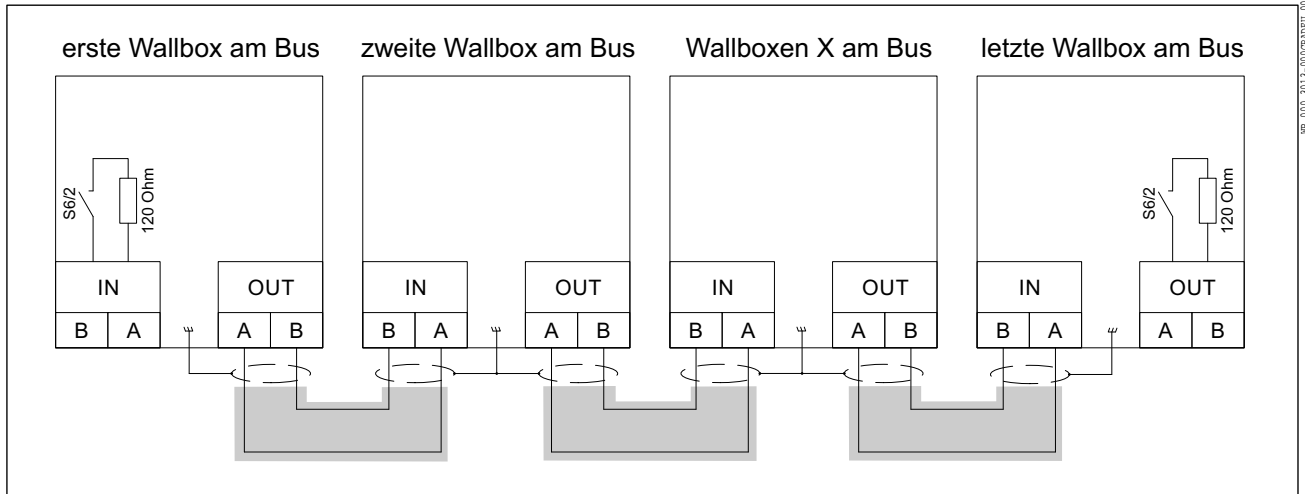 erste Wallbox am Bus
zweite Wallbox am Bus
Wallboxen X am Bus
letzte Wallbox am Bus
S6/2
120 Ohm
S6/2
120 Ohm
IN
OUT
IN
OUT
IN
OUT
IN
OUT
B A
A B
B A
A B
B A
A B
B A
A B